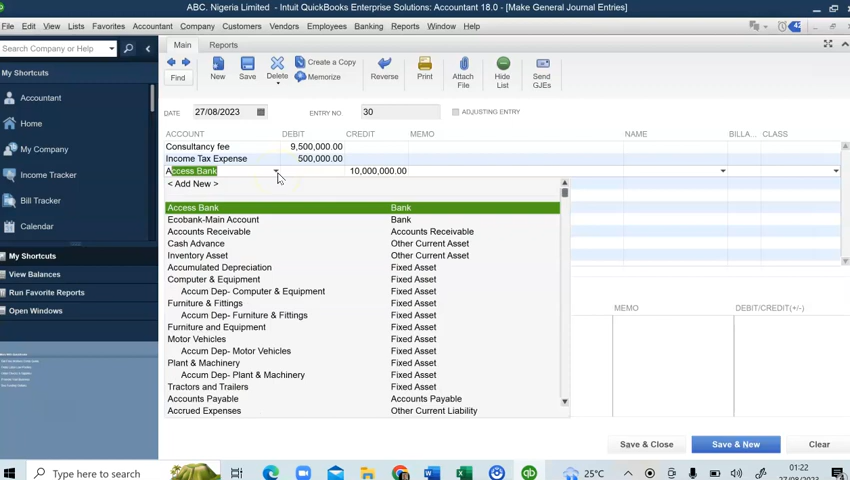 ABC. Nigeria Limited - Intuit QuickBooks Enterprise Solutions: Accountant 18.0 - [Make General Journal Entries]
File Edit View Lists Favorites Accountant Company Customers Vendors Employees Banking Reports Window Help 42
Search Company or Help
Main Reports
My Shortcuts
Find New Save Delete Create a Copy Memorize Reverse Print Attach File Hide List Send GJEs
Accountant
Home
My Company
Income Tracker
Bill Tracker
Calendar
My Shortcuts
View Balances
Run Favorite Reports
Open Windows
DATE 27/08/2023 ENTRY NO 30 ADJUSTING ENTRY
ACCOUNT DEBIT CREDIT MEMO NAME BILLA... CLASS
Consultancy fee 9,500,000.00
Income Tax Expense 500,000.00
Access Bank 10,000,000.00
< Add New >
Access Bank Bank
Ecobank-Main Account Bank
Accounts Receivable Accounts Receivable
Cash Advance Other Current Asset
Inventory Asset Other Current Asset
Accumulated Depreciation Fixed Asset
Computer & Equipment Fixed Asset
Accum Dep- Computer & Equipment Fixed Asset
Furniture & Fittings Fixed Asset
Accum Dep- Furniture & Fittings Fixed Asset
Furniture and Equipment Fixed Asset
Motor Vehicles Fixed Asset
Accum Dep- Motor Vehicles Fixed Asset
Plant & Machinery Fixed Asset
Accum Dep- Plant & Machinery Fixed Asset
Tractors and Trailers Fixed Asset
Accounts Payable Accounts Payable
Accrued Expenses Other Current Liability
MEMO DEBIT/CREDIT(+/-)
Save & Close Save & New Clear
Type here to search 25°C 01:22
27/08/2023